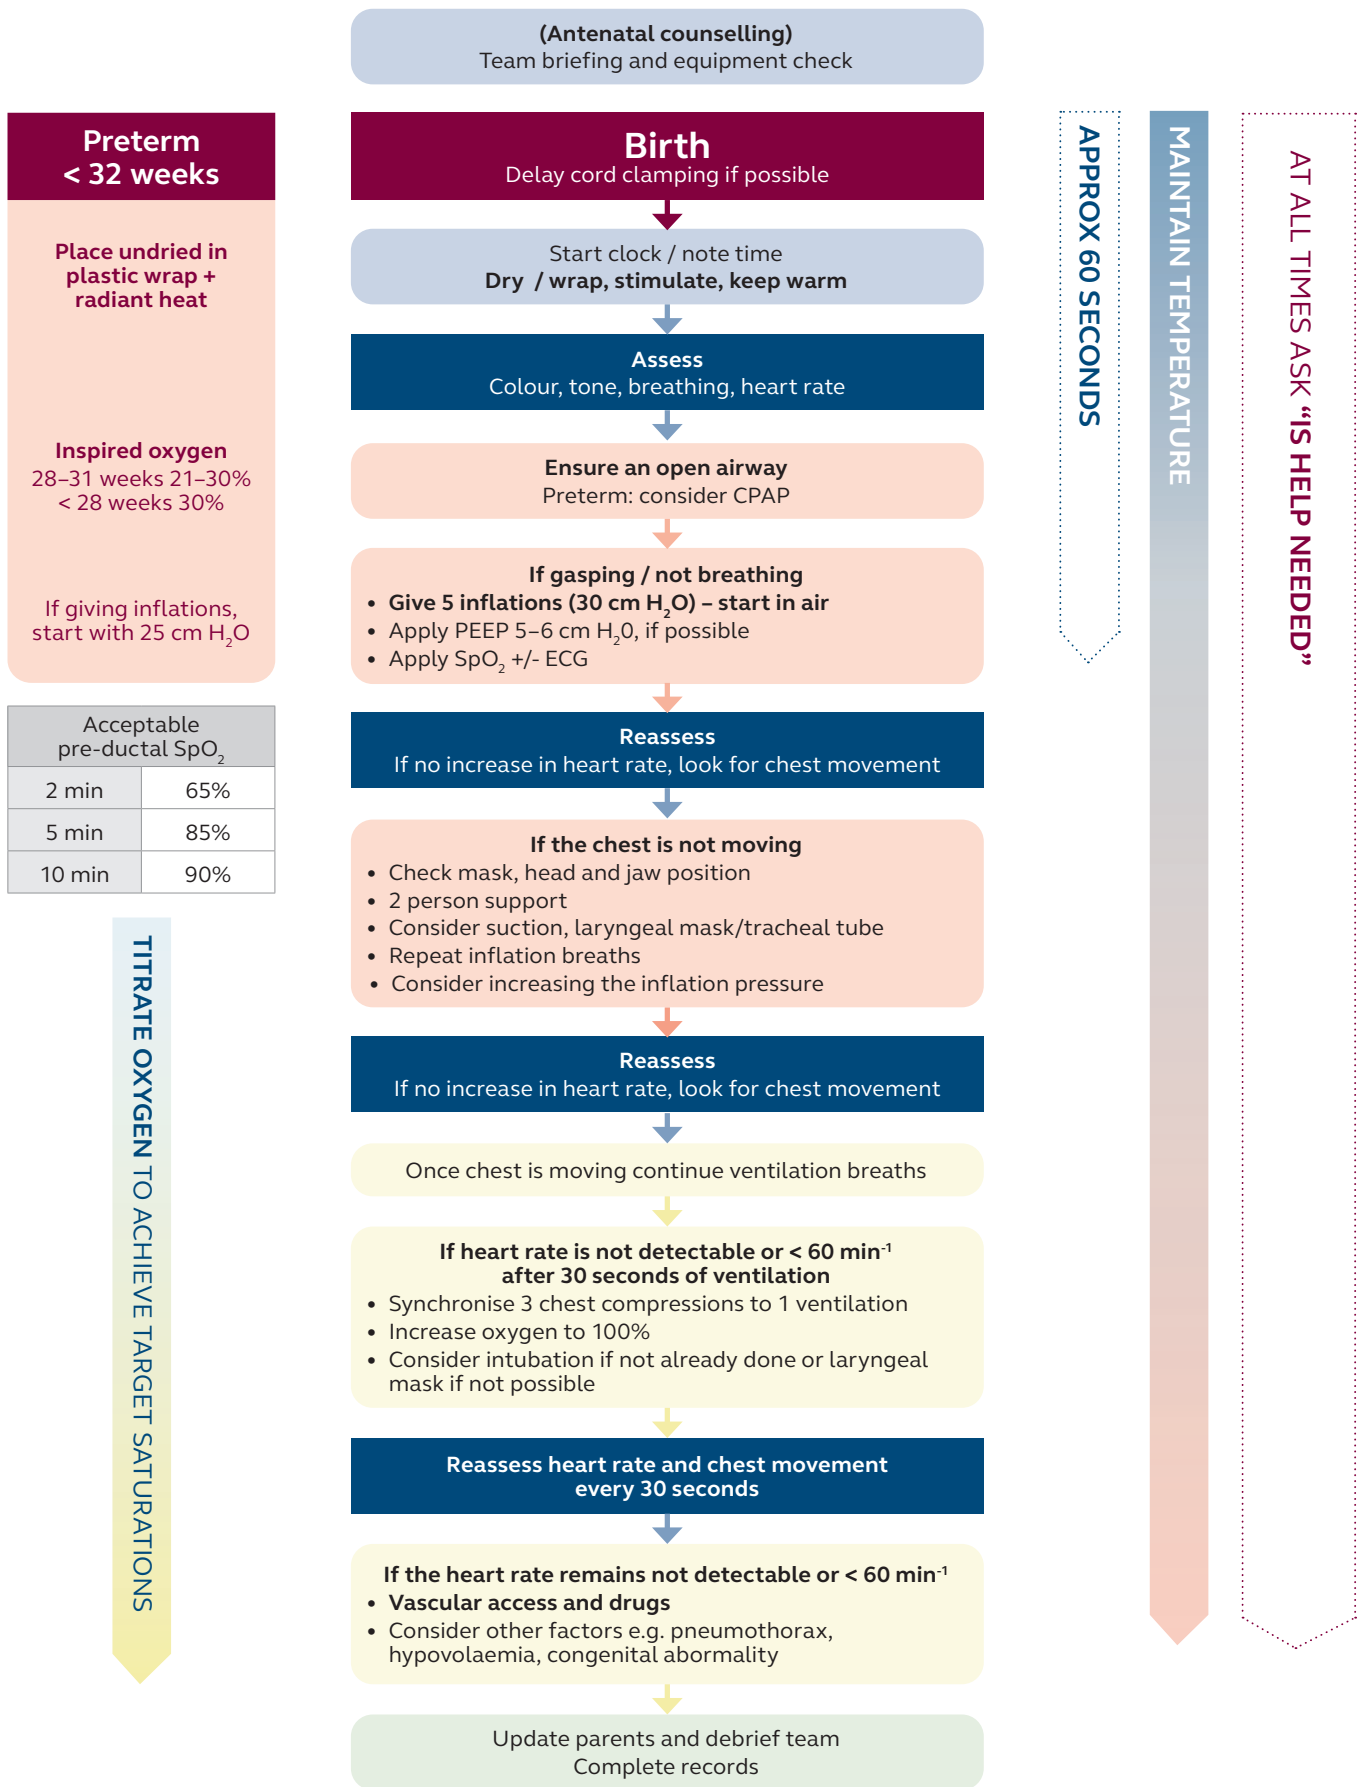 (Antenatal counselling)
Team briefing and equipment check
Preterm
< 32 weeks
Place undried in
plastic wrap +
radiant heat
Inspired oxygen
28–31 weeks 21–30%
< 28 weeks 30%
If giving inflations,
start with 25 cm H₂O
Acceptable
pre-ductal SpO₂
2 min 65%
5 min 85%
10 min 90%
TITRATE OXYGEN TO ACHIEVE TARGET SATURATIONS
Birth
Delay cord clamping if possible
Start clock / note time
Dry / wrap, stimulate, keep warm
Assess
Colour, tone, breathing, heart rate
Ensure an open airway
Preterm: consider CPAP
If gasping / not breathing
• Give 5 inflations (30 cm H₂O) – start in air
• Apply PEEP 5–6 cm H₂0, if possible
• Apply SpO₂ +/- ECG
Reassess
If no increase in heart rate, look for chest movement
If the chest is not moving
• Check mask, head and jaw position
• 2 person support
• Consider suction, laryngeal mask/tracheal tube
• Repeat inflation breaths
• Consider increasing the inflation pressure
Reassess
If no increase in heart rate, look for chest movement
Once chest is moving continue ventilation breaths
If heart rate is not detectable or < 60 min⁻¹
after 30 seconds of ventilation
• Synchronise 3 chest compressions to 1 ventilation
• Increase oxygen to 100%
• Consider intubation if not already done or laryngeal
mask if not possible
Reassess heart rate and chest movement
every 30 seconds
If the heart rate remains not detectable or < 60 min⁻¹
• Vascular access and drugs
• Consider other factors e.g. pneumothorax,
hypovolaemia, congenital abormality
Update parents and debrief team
Complete records
APPROX 60 SECONDS
MAINTAIN TEMPERATURE
AT ALL TIMES ASK “IS HELP NEEDED”